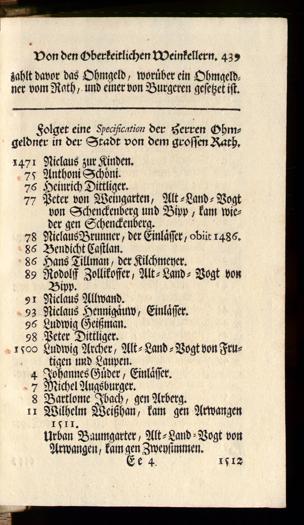 Von den Oberkeitlichen Weinkellern. 439
zahlt davor das Ohmgeld, worüber ein Ohmgeld-
ner vom Rath, und einer von Burgeren gesetzet ist.
Folget eine Specification der Herren Ohm-
geldner in der Stadt von dem grossen Rath.
1471 Niclaus zur Kinden.
75 Anthoni Schöni.
76 Heinrich Dittliger.
77 Peter von Weingarten, Alt-Land-Vogt
von Schenckenberg und Bipp, kam wie-
der gen Schenckenberg.
78 Niclaus Brunner, der Einlässer, obiit 1486.
86 Bendicht Castlan.
86 Hans Tillman, der Kilchmeyer.
89 Rodolff Zollikoffer, Alt-Land-Vogt von
Bipp.
91 Niclaus Allwand.
93 Niclaus Hennigäuw, Einlässer.
96 Ludwig Geißman.
98 Peter Dittliger.
1500 Ludwig Archer, Alt-Land-Vogt von Fru-
tigen und Laupen.
4 Johannes Güder, Einlässer.
7 Michel Augsburger.
8 Bartlome Ibach, gen Arberg.
11 Wilhelm Weißhan, kam gen Arwangen
1511.
Urban Baumgarter, Alt-Land-Vogt von
Arwangen, kam gen Zweysimmen.
Ee 4 1512